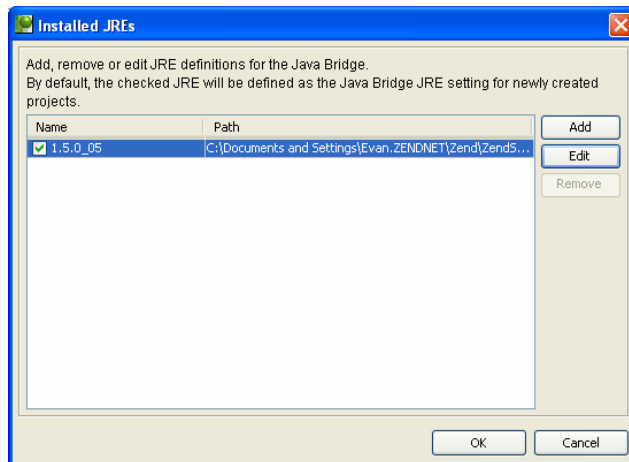 Installed JREs
Add, remove or edit JRE definitions for the Java Bridge.
By default, the checked JRE will be defined as the Java Bridge JRE setting for newly created
projects.
Name Path
1.5.0_05 C:\Documents and Settings\Evan.ZENDNET\Zend\ZendS...
Add
Edit
Remove
OK Cancel